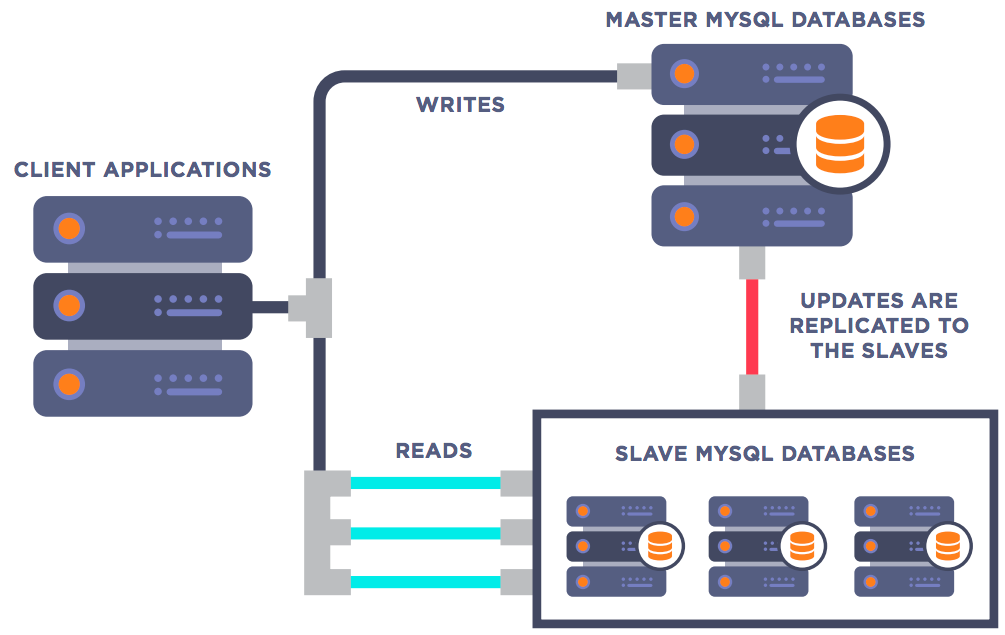 MASTER MYSQL DATABASES
WRITES
CLIENT APPLICATIONS
UPDATES ARE
REPLICATED TO
THE SLAVES
READS
SLAVE MYSQL DATABASES